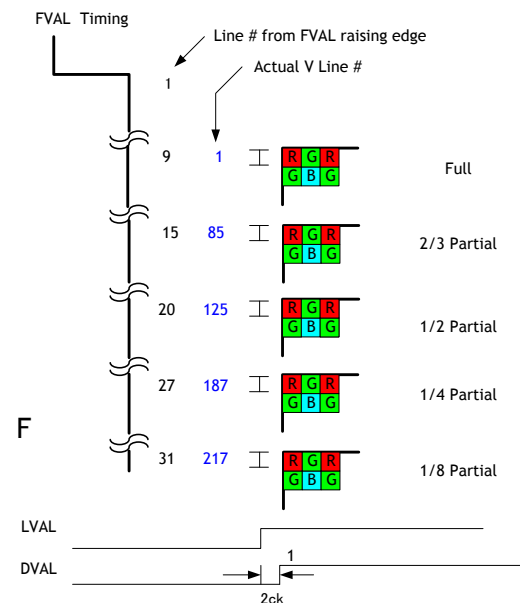 FVAL Timing
Line # from FVAL raising edge
Actual V Line #
1
9 1 R G R Full
G B G
15 85 R G R 2/3 Partial
G B G
20 125 R G R 1/2 Partial
G B G
27 187 R G R 1/4 Partial
G B G
F
31 217 R G R 1/8 Partial
G B G
LVAL
1
DVAL
2ck